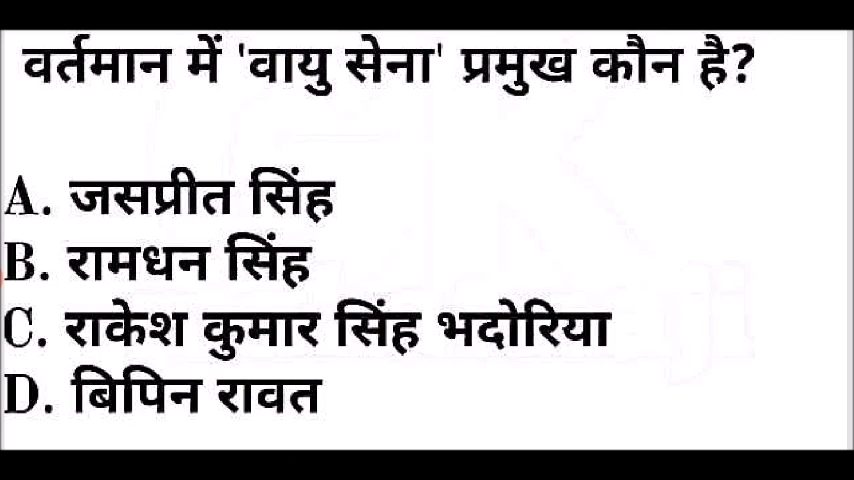 वर्तमान में 'वायु सेना' प्रमुख कौन है?
A. जसप्रीत सिंह
B. रामधन सिंह
C. राकेश कुमार सिंह भदोरिया
D. बिपिन रावत